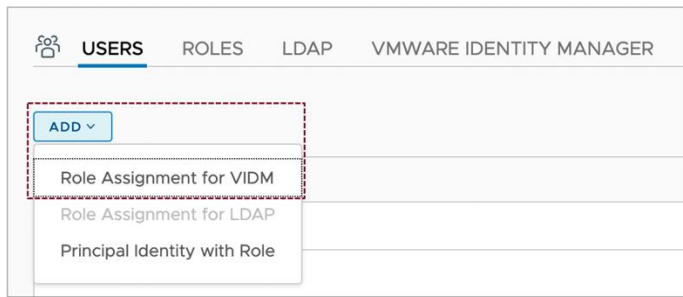 USERS ROLES LDAP VMWARE IDENTITY MANAGER
ADD
Role Assignment for VIDM
Role Assignment for LDAP
Principal Identity with Role